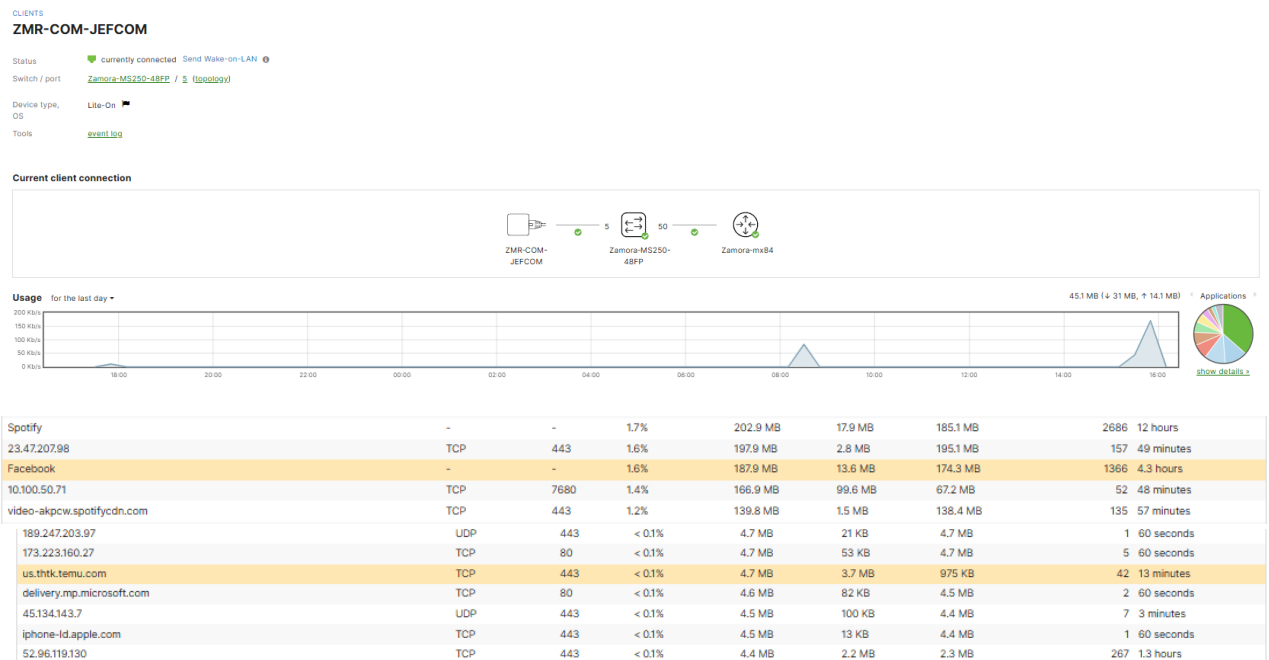 CLIENTS
ZMR-COM-JEFCOM
Status currently connected Send Wake-on-LAN
Switch / port Zamora-MS250-48FP / 5 (topology)
Device type, OS Lite-On
Tools event log
Current client connection
5 50
ZMR-COM-JEFCOM Zamora-MS250-48FP Zamora-mx84
Usage for the last day 45.1 MB (↓ 31 MB, ↑ 14.1 MB) Applications
200 Kb/s
150 Kb/s
100 Kb/s
50 Kb/s
0 Kb/s
18:00 20:00 22:00 00:00 02:00 04:00 06:00 08:00 10:00 12:00 14:00 16:00
show details »
Spotify - - 1.7% 202.9 MB 17.9 MB 185.1 MB 2686 12 hours
23.47.207.98 TCP 443 1.6% 197.9 MB 2.8 MB 195.1 MB 157 49 minutes
Facebook - - 1.6% 187.9 MB 13.6 MB 174.3 MB 1366 4.3 hours
10.100.50.71 TCP 7680 1.4% 166.9 MB 99.6 MB 67.2 MB 52 48 minutes
video-akpcw.spotifycdn.com TCP 443 1.2% 139.8 MB 1.5 MB 138.4 MB 135 57 minutes
189.247.203.97 UDP 443 < 0.1% 4.7 MB 21 KB 4.7 MB 1 60 seconds
173.223.160.27 TCP 80 < 0.1% 4.7 MB 53 KB 4.7 MB 5 60 seconds
us.thtk.temu.com TCP 443 < 0.1% 4.7 MB 3.7 MB 975 KB 42 13 minutes
delivery.mp.microsoft.com TCP 80 < 0.1% 4.6 MB 82 KB 4.5 MB 2 60 seconds
45.134.143.7 UDP 443 < 0.1% 4.5 MB 100 KB 4.4 MB 7 3 minutes
iphone-ld.apple.com TCP 443 < 0.1% 4.5 MB 13 KB 4.4 MB 1 60 seconds
52.96.119.130 TCP 443 < 0.1% 4.4 MB 2.2 MB 2.3 MB 267 1.3 hours